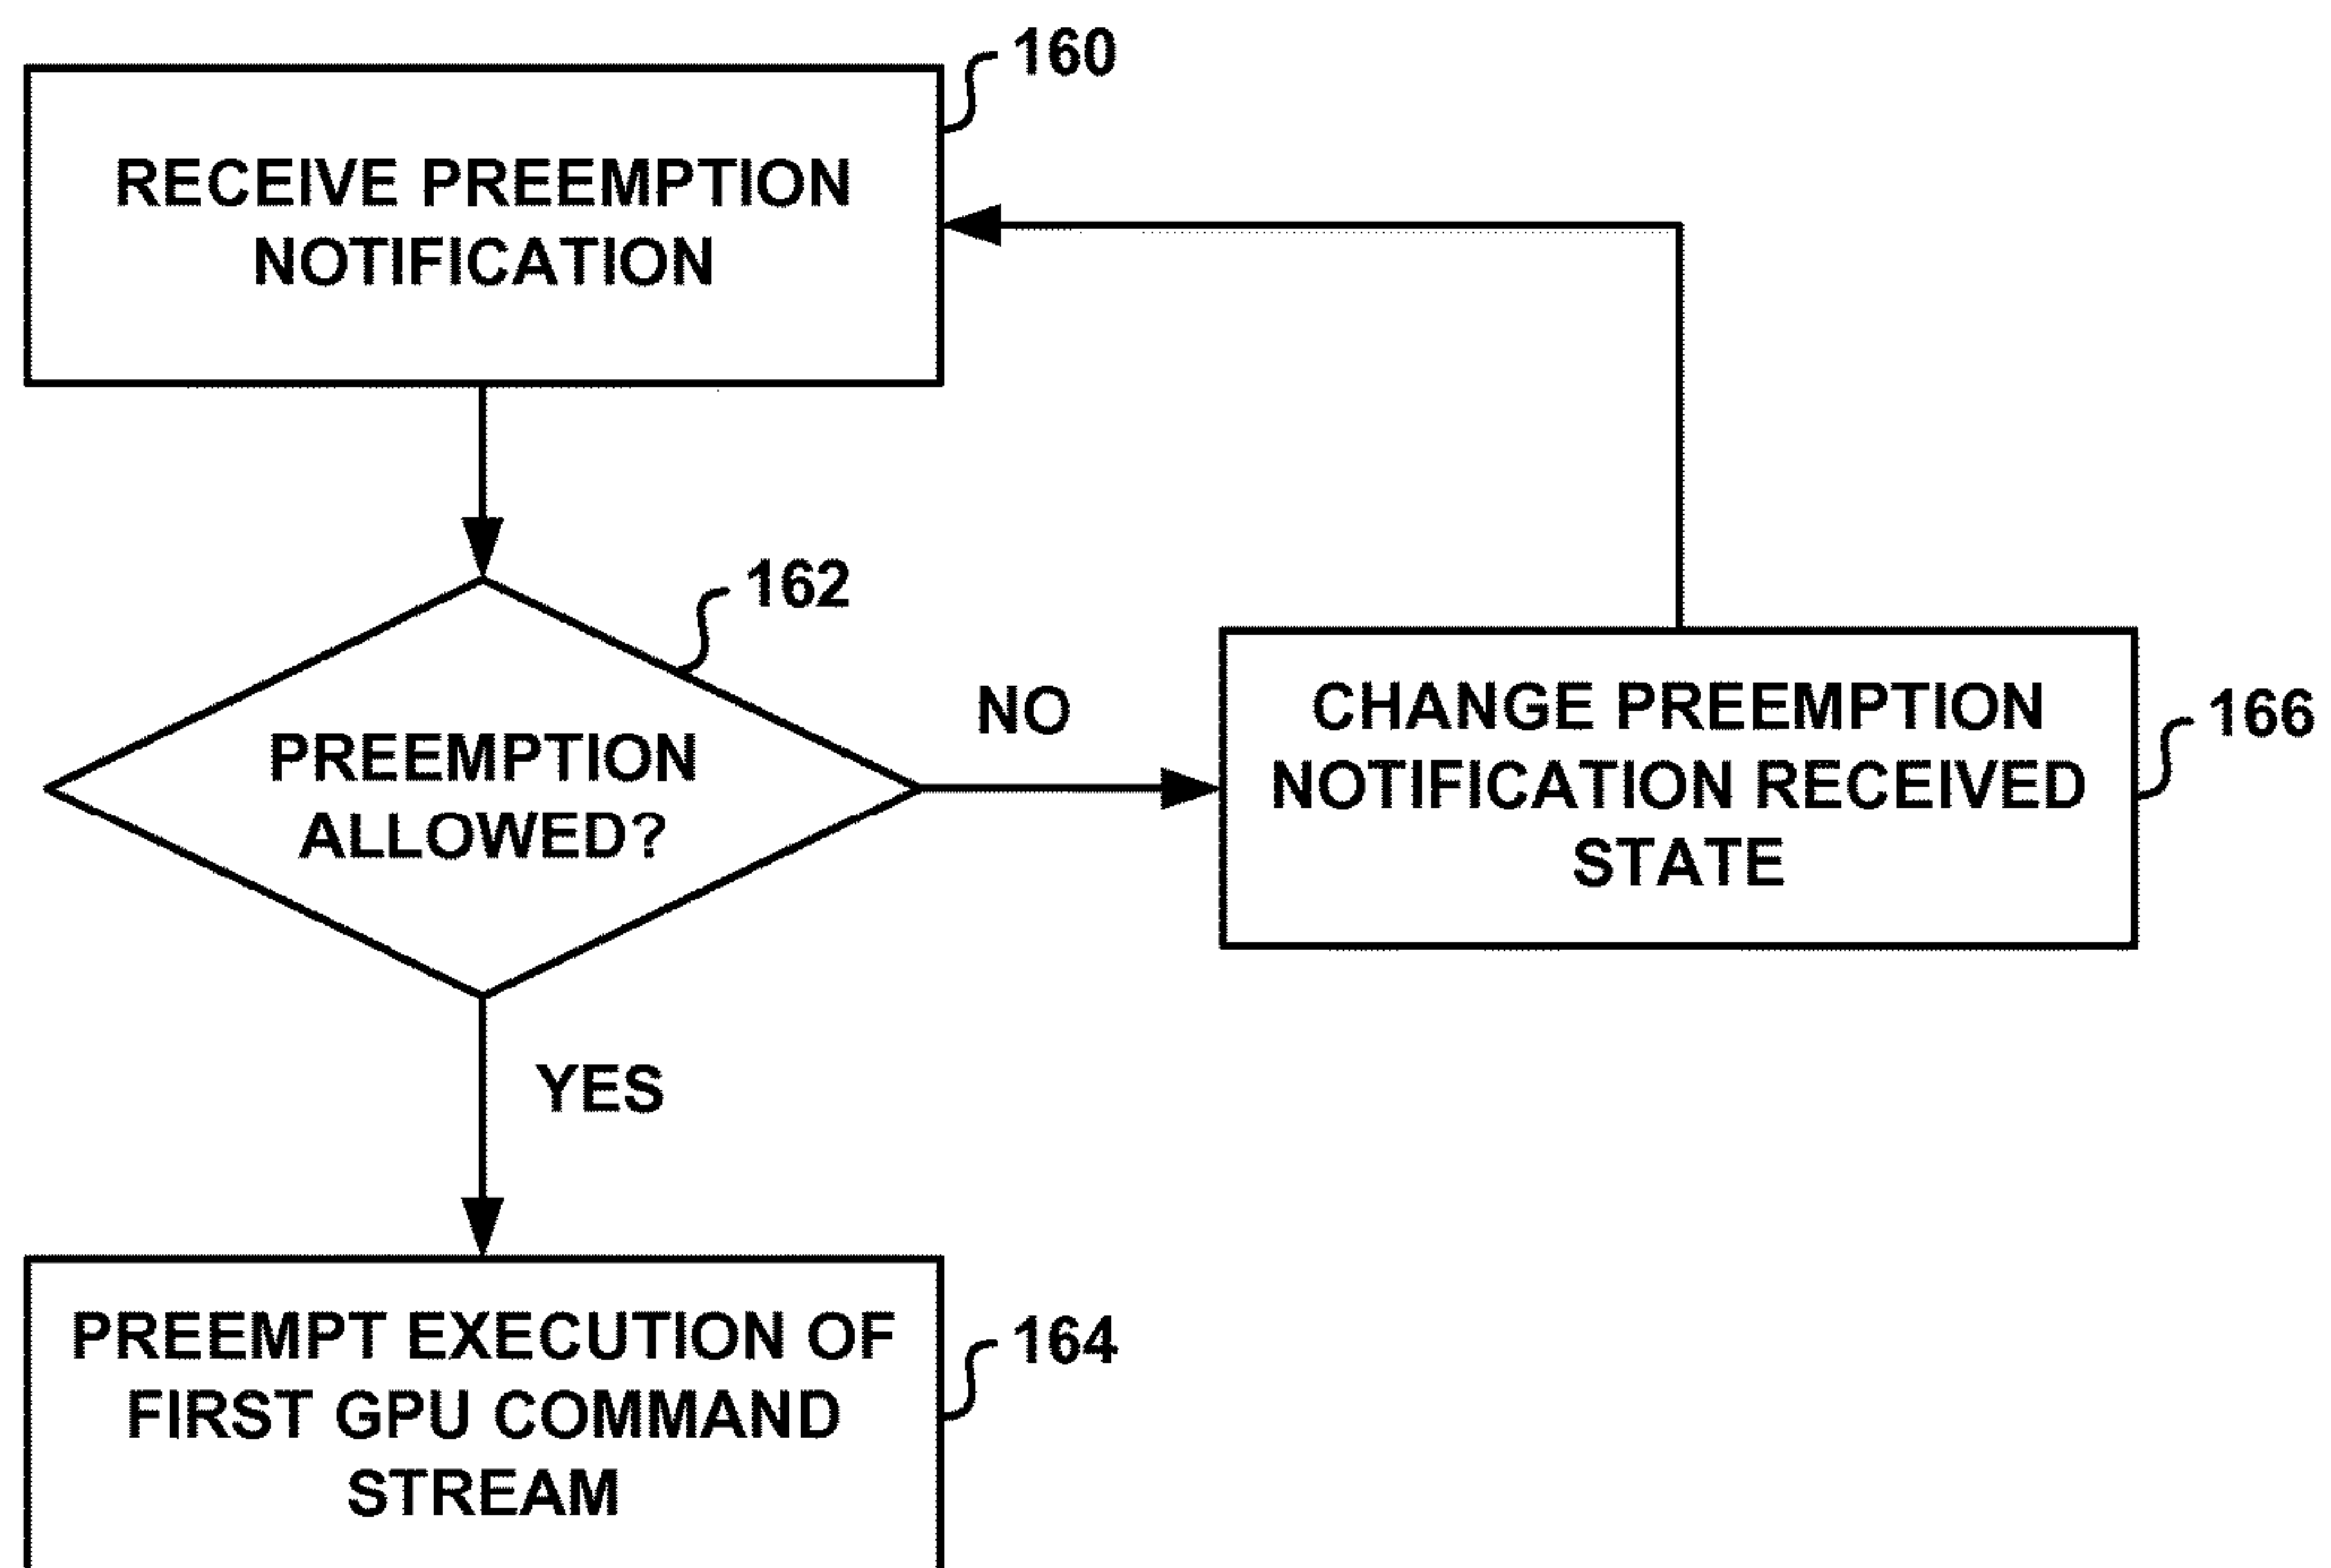 160
RECEIVE PREEMPTION
NOTIFICATION
162
PREEMPTION
ALLOWED?
NO
CHANGE PREEMPTION
NOTIFICATION RECEIVED
STATE
166
YES
PREEMPT EXECUTION OF
FIRST GPU COMMAND
STREAM
164